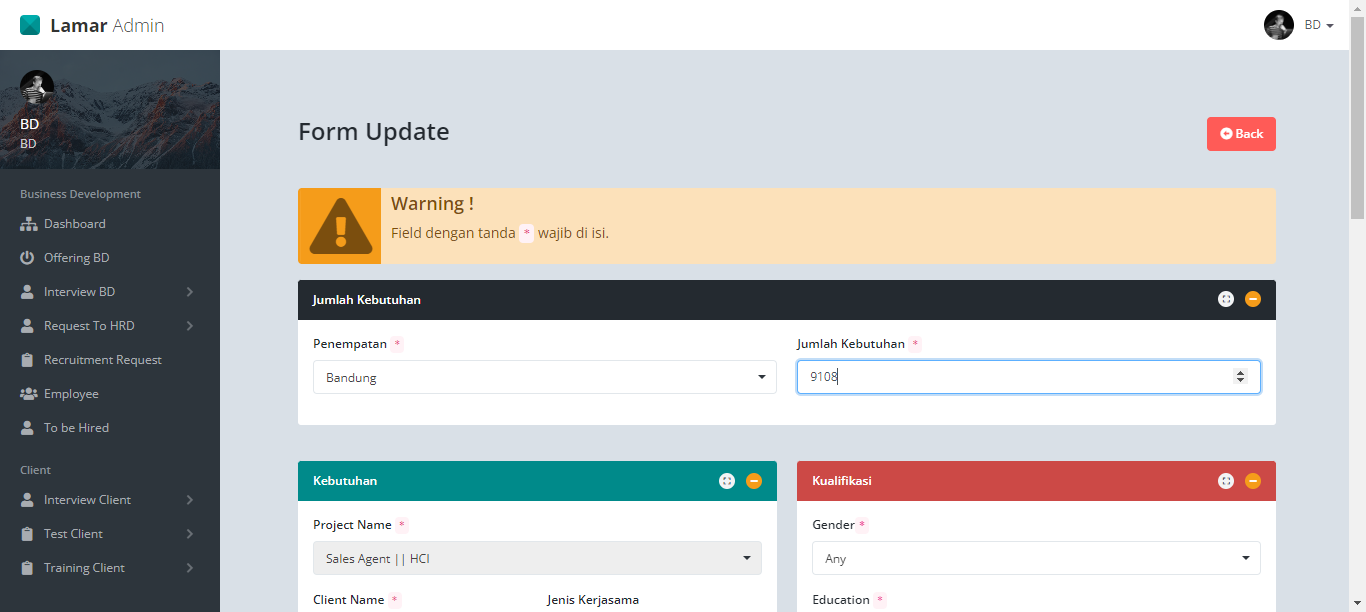 Lamar Admin
BD
BD
BD
Business Development
Dashboard
Offering BD
Interview BD
Request To HRD
Recruitment Request
Employee
To be Hired
Client
Interview Client
Test Client
Training Client
Form Update
Back
Warning !
Field dengan tanda * wajib di isi.
Jumlah Kebutuhan
Penempatan *
Bandung
Jumlah Kebutuhan *
9108
Kebutuhan
Project Name *
Sales Agent || HCI
Client Name * Jenis Kerjasama
Kualifikasi
Gender *
Any
Education *